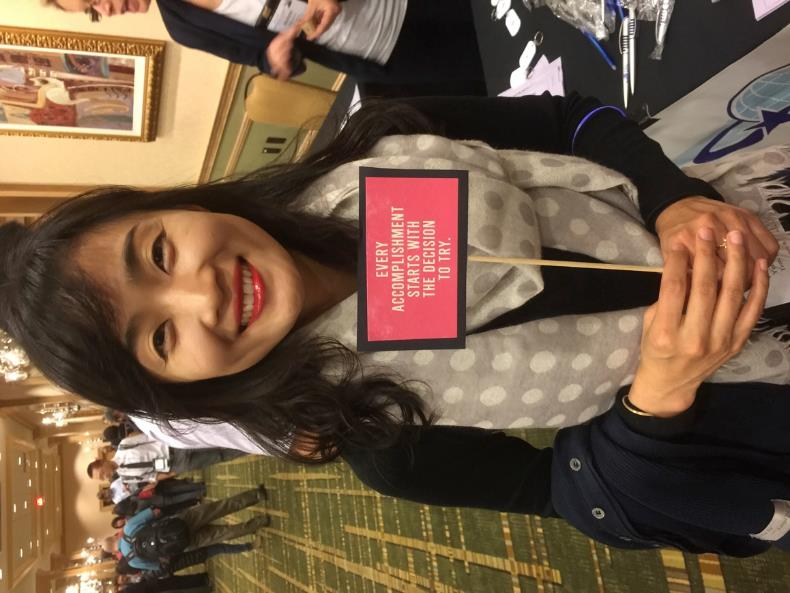 EVERY
ACCOMPLISHMENT
STARTS WITH
THE DECISION
TO TRY.